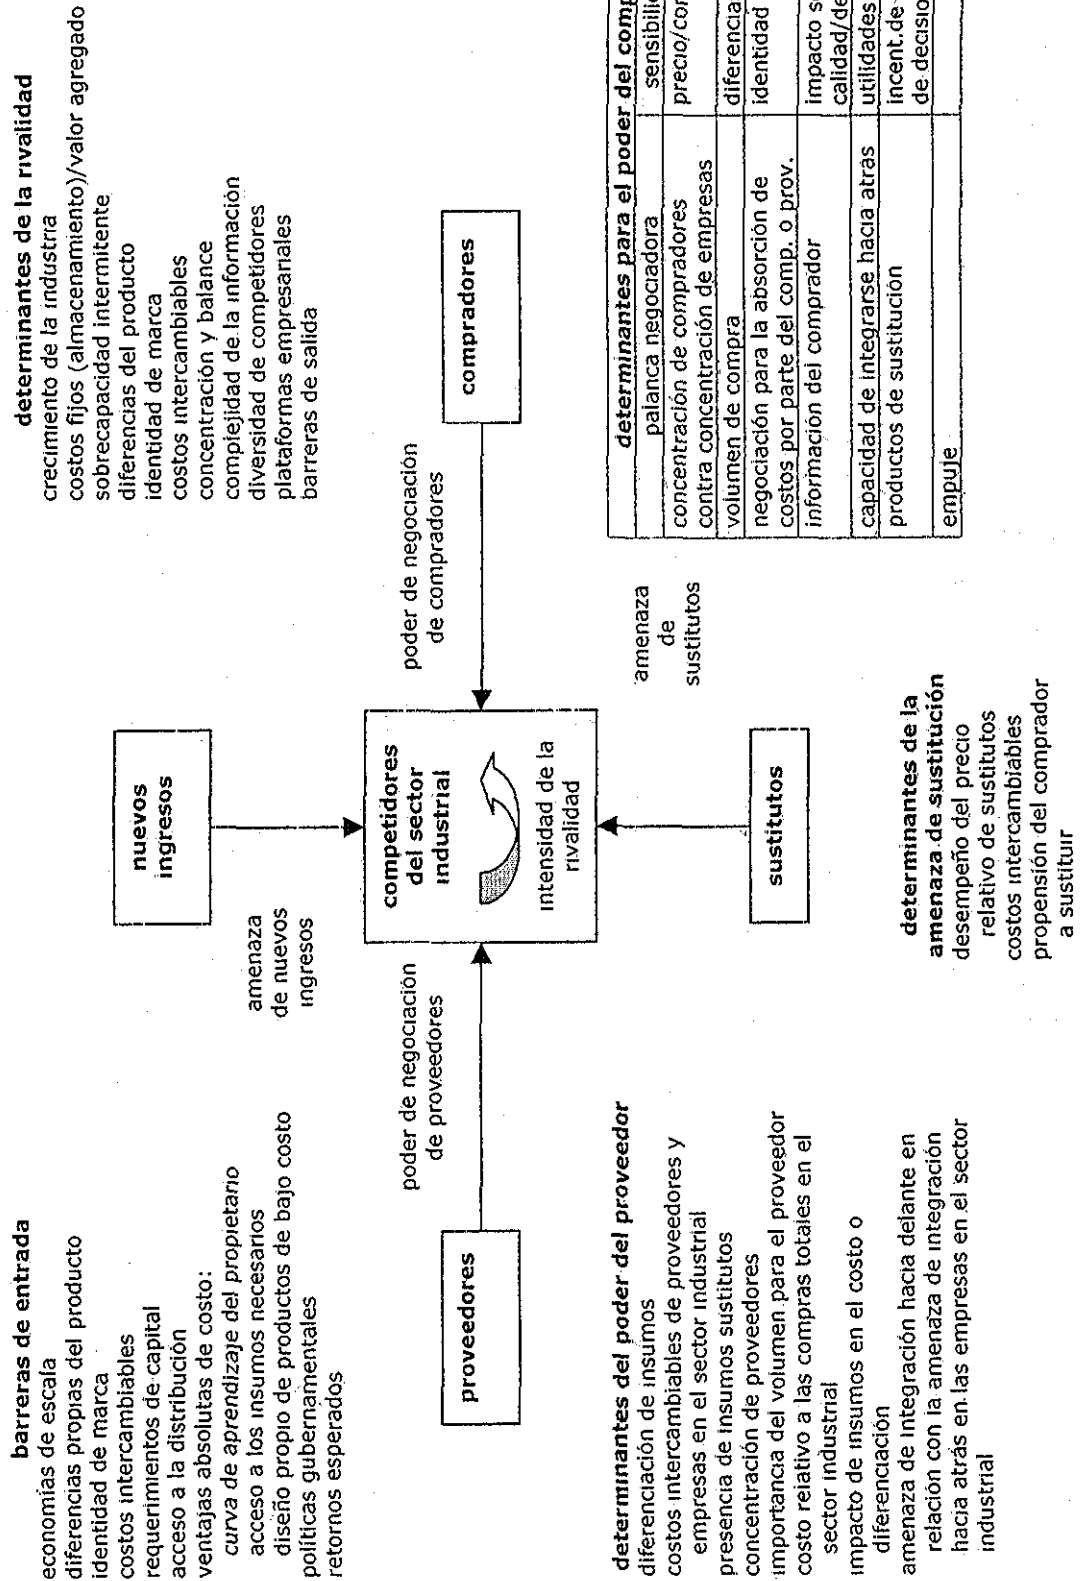 barreras de entrada
economías de escala
diferencias propias del producto
identidad de marca
costos intercambiables
requerimientos de capital
acceso a la distribución
ventajas absolutas de costo:
curva de aprendizaje del propietario
acceso a los insumos necesarios
diseño propio de productos de bajo costo
políticas gubernamentales
retornos esperados
nuevos
ingresos
amenaza
de nuevos
ingresos
determinantes de la rivalidad
crecimiento de la industria
costos fijos (almacenamiento)/valor agregado
sobrecapacidad intermitente
diferencias del producto
identidad de marca
costos intercambiables
concentración y balance
complejidad de la información
diversidad de competidores
plataformas empresariales
barreras de salida
proveedores
poder de negociación
de proveedores
competidores
del sector
industrial
intensidad de la
rivalidad
poder de negociación
de compradores
compradores
determinantes del poder del proveedor
diferenciación de insumos
costos intercambiables de proveedores y
empresas en el sector industrial
presencia de insumos sustitutos
concentración de proveedores
importancia del volumen para el proveedor
costo relativo a las compras totales en el
sector industrial
impacto de insumos en el costo o
diferenciación
amenaza de integración hacia delante en
relación con la amenaza de integración
hacia atrás en las empresas en el sector
industrial
sustitutos
amenaza
de
sustitutos
determinantes de la
amenaza de sustitución
desempeño del precio
relativo de sustitutos
costos intercambiables
propensión del comprador
a sustituir
determinantes para el poder del
palanca negociadora
concentración de compradores precio/
contra concentración de empresas
volumen de compra
negociación para la absorción de identidad
costos por parte del comp. o prov.
información del comprador impacto
calidad/
capacidad de integrarse hacia atrás utilidades
productos de sustitución incent.de
de
empuje